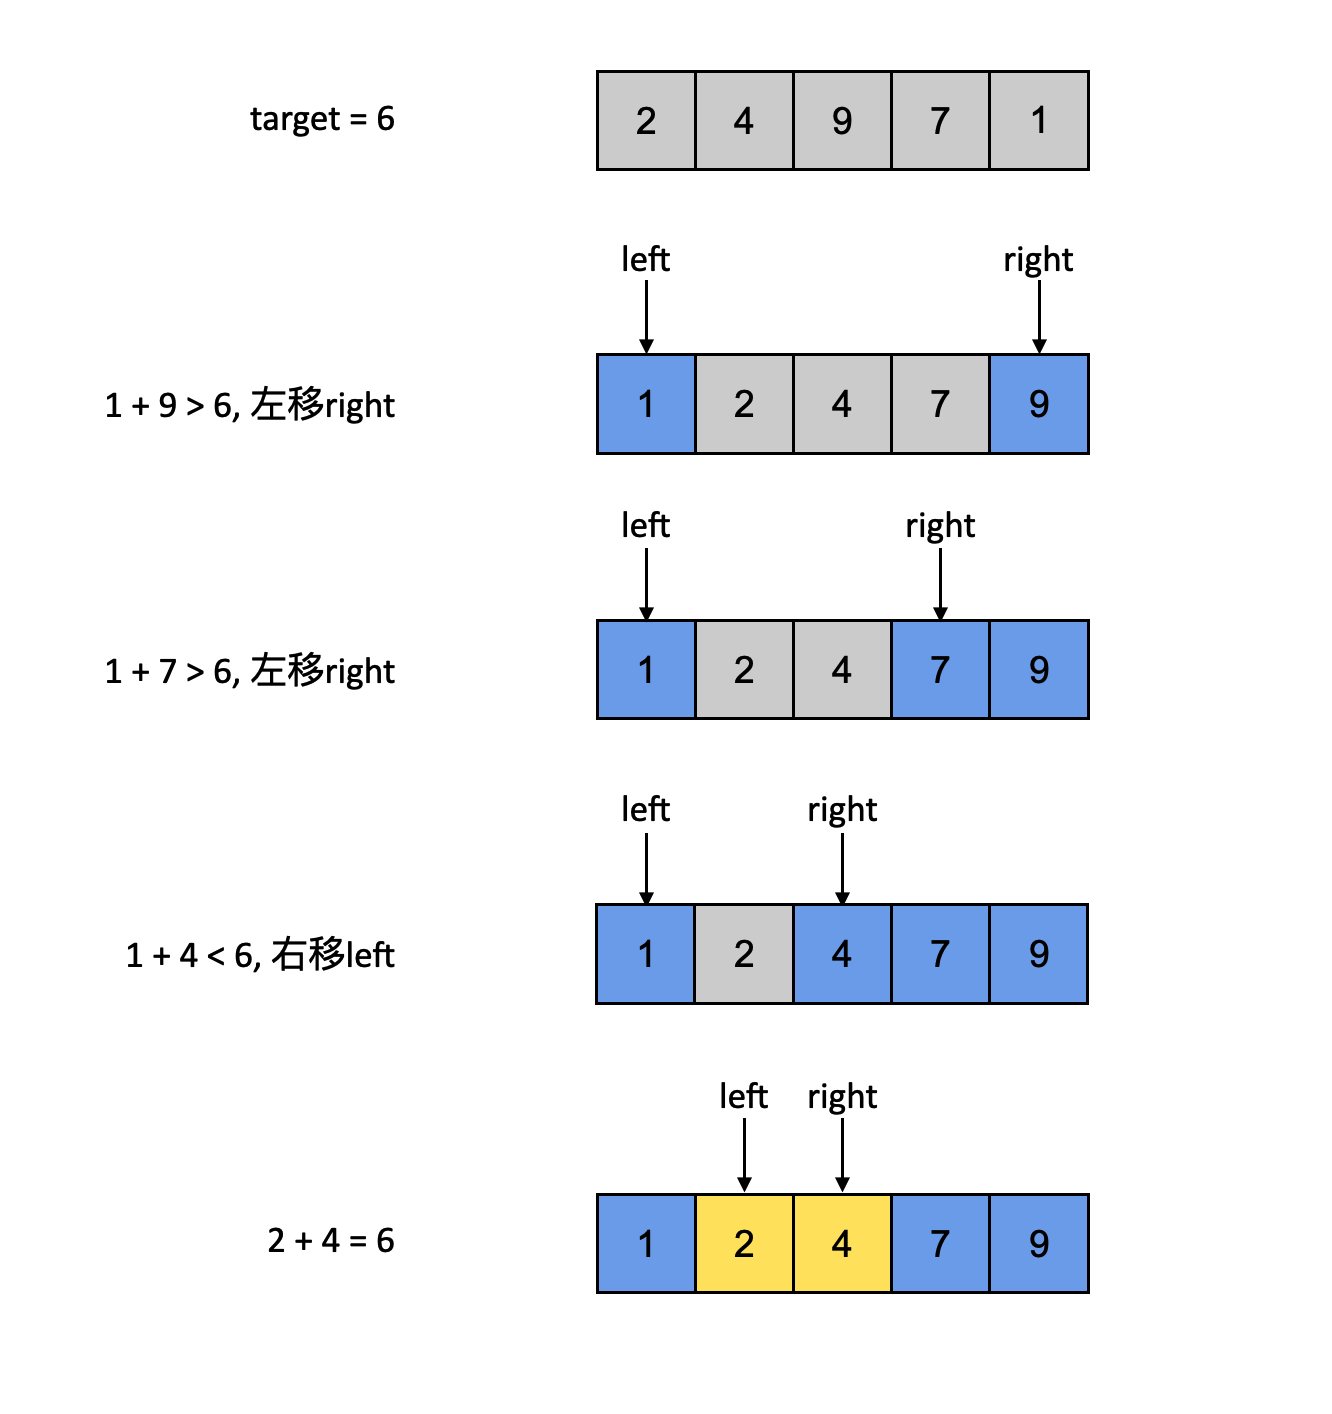 target = 6
2 4 9 7 1
left right
1 + 9 > 6, 左移right
1 2 4 7 9
left right
1 + 7 > 6, 左移right
1 2 4 7 9
left right
1 + 4 < 6, 右移left
1 2 4 7 9
left right
2 + 4 = 6
1 2 4 7 9